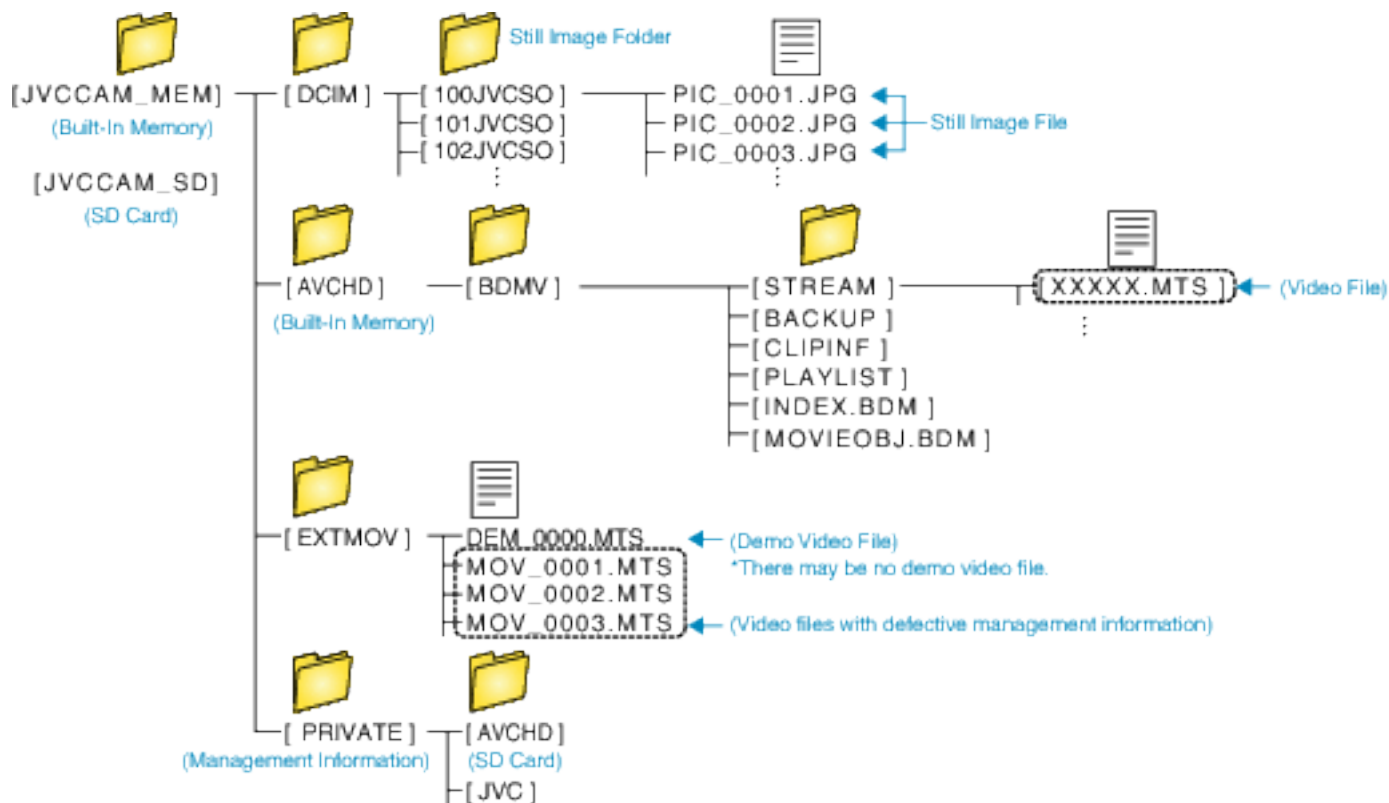 Still Image Folder
[JVCCAM_MEM]
(Built-In Memory)
[JVCCAM_SD]
(SD Card)
[ DCIM ]
[ 100JVCSO ]
[ 101JVCSO ]
[ 102JVCSO ]
PIC_0001.JPG
PIC_0002.JPG
PIC_0003.JPG
Still Image File
[ AVCHD ]
(Built-In Memory)
[ BDMV ]
[ STREAM ]
[ BACKUP ]
[ CLIPINF ]
[ PLAYLIST ]
[ INDEX.BDM ]
[ MOVIEOBJ.BDM ]
[ XXXXX.MTS ]
(Video File)
[ EXTMOV ]
DEM_0000.MTS
MOV_0001.MTS
MOV_0002.MTS
MOV_0003.MTS
(Demo Video File)
*There may be no demo video file.
(Video files with defective management information)
[ PRIVATE ]
(Management Information)
[ AVCHD ]
(SD Card)
[ JVC ]